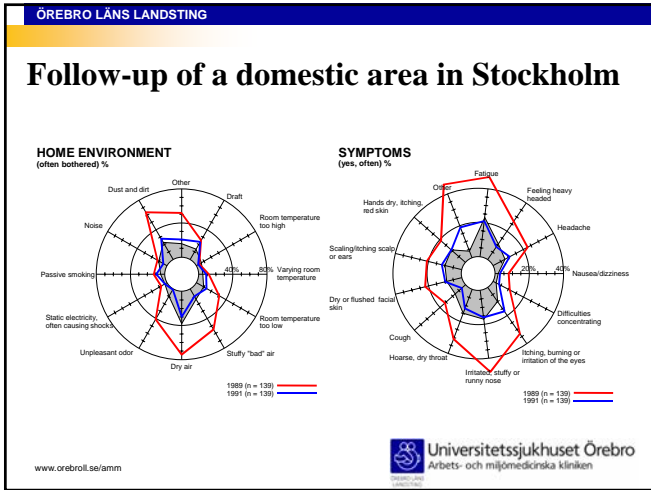 ÖREBRO LÄNS LANDSTING
Follow-up of a domestic area in Stockholm
HOME ENVIRONMENT
(often bothered) %
Other
Draft
Room temperature
too high
40%
80%
Varying room
temperature
Room temperature
too low
Stuffy "bad" air
Dry air
Unpleasant odor
Static electricity,
often causing shocks
Passive smoking
Noise
Dust and dirt
1989 (n = 139)
1991 (n = 139)
SYMPTOMS
(yes, often) %
Fatigue
Feeling heavy
headed
Headache
20%
40%
Nausea/dizziness
Difficulties
concentrating
Itching, burning or
irritation of the eyes
Irritated, stuffy or
runny nose
Hoarse, dry throat
Cough
Dry or flushed facial
skin
Scaling/itching scalp
or ears
Hands dry, itching,
red skin
Other
1989 (n = 139)
1991 (n = 139)
www.orebroll.se/amm
ÖREBRO LÄNS
LANDSTING
Universitetssjukhuset Örebro
Arbets- och miljömedicinska kliniken